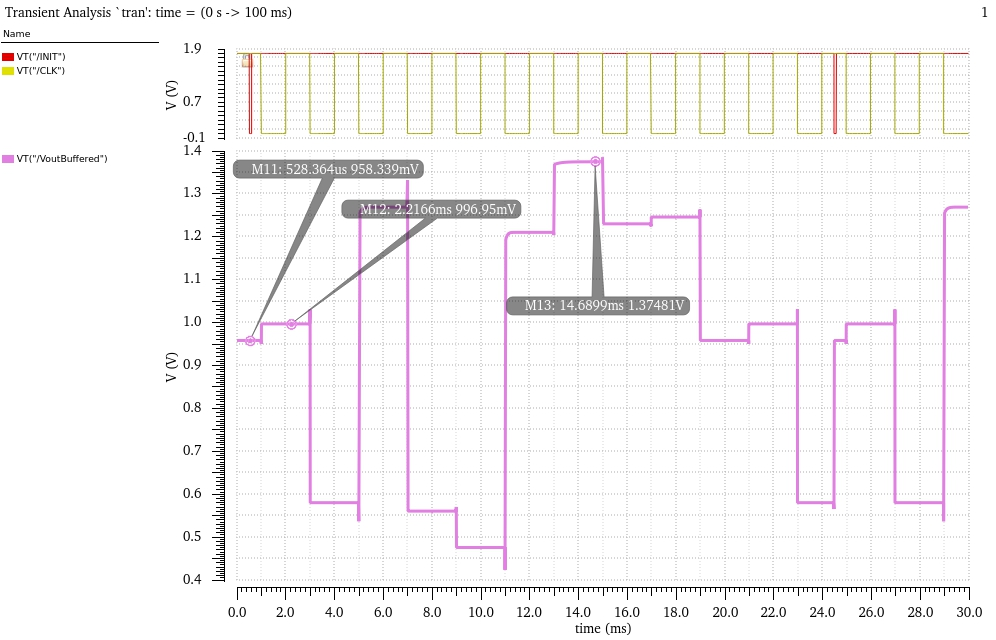 Transient Analysis `tran': time = (0 s -> 100 ms)
1
Name
VT("/INIT")
VT("/CLK")
VT("/VoutBuffered")
1.9
0.7
-0.1
V (V)
1.4
1.3
1.2
1.1
1.0
0.9
0.8
0.7
0.6
0.5
0.4
V (V)
M11: 528.364us 958.339mV
M12: 2.2166ms 996.95mV
M13: 14.6899ms 1.37481V
0.0 2.0 4.0 6.0 8.0 10.0 12.0 14.0 16.0 18.0 20.0 22.0 24.0 26.0 28.0 30.0
time (ms)